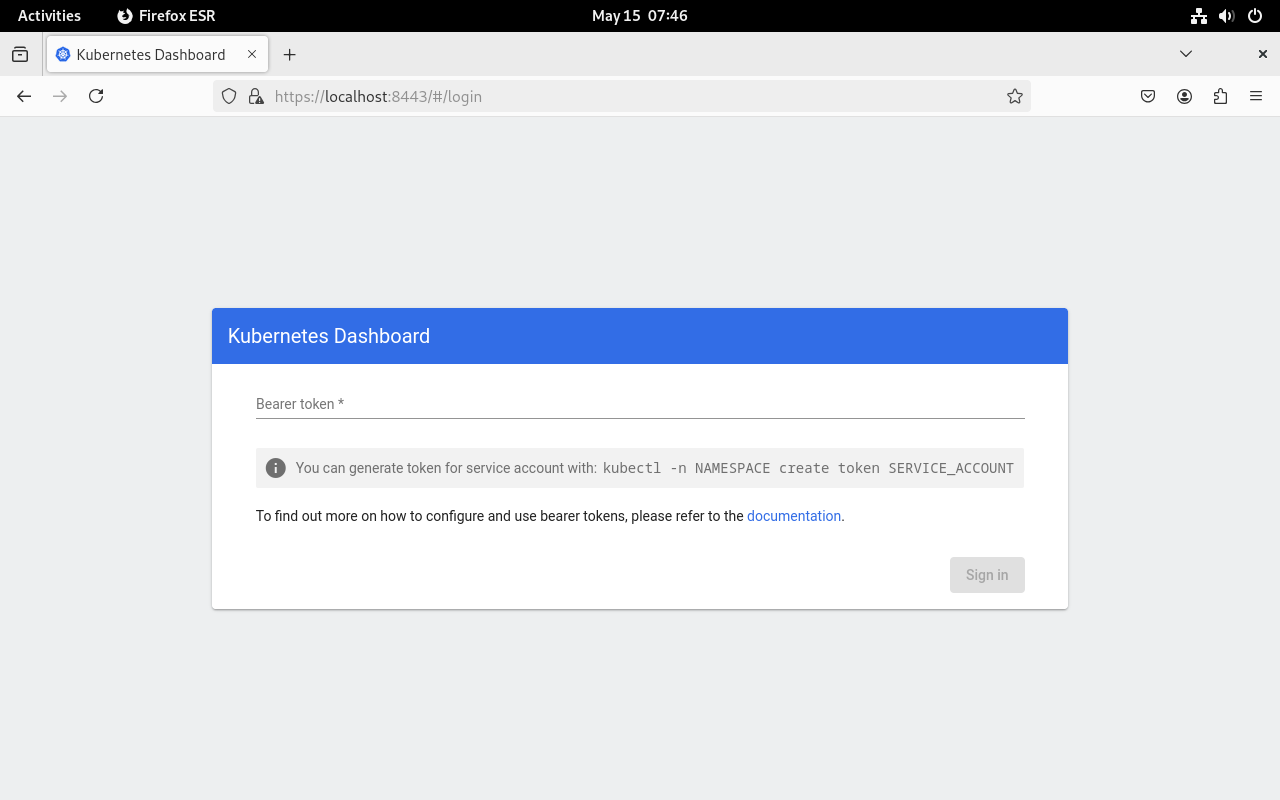 Activities Firefox ESR May 15 07:46
Kubernetes Dashboard
https://localhost:8443/#/login
Kubernetes Dashboard
Bearer token *
You can generate token for service account with: kubectl -n NAMESPACE create token SERVICE_ACCOUNT
To find out more on how to configure and use bearer tokens, please refer to the documentation.
Sign in